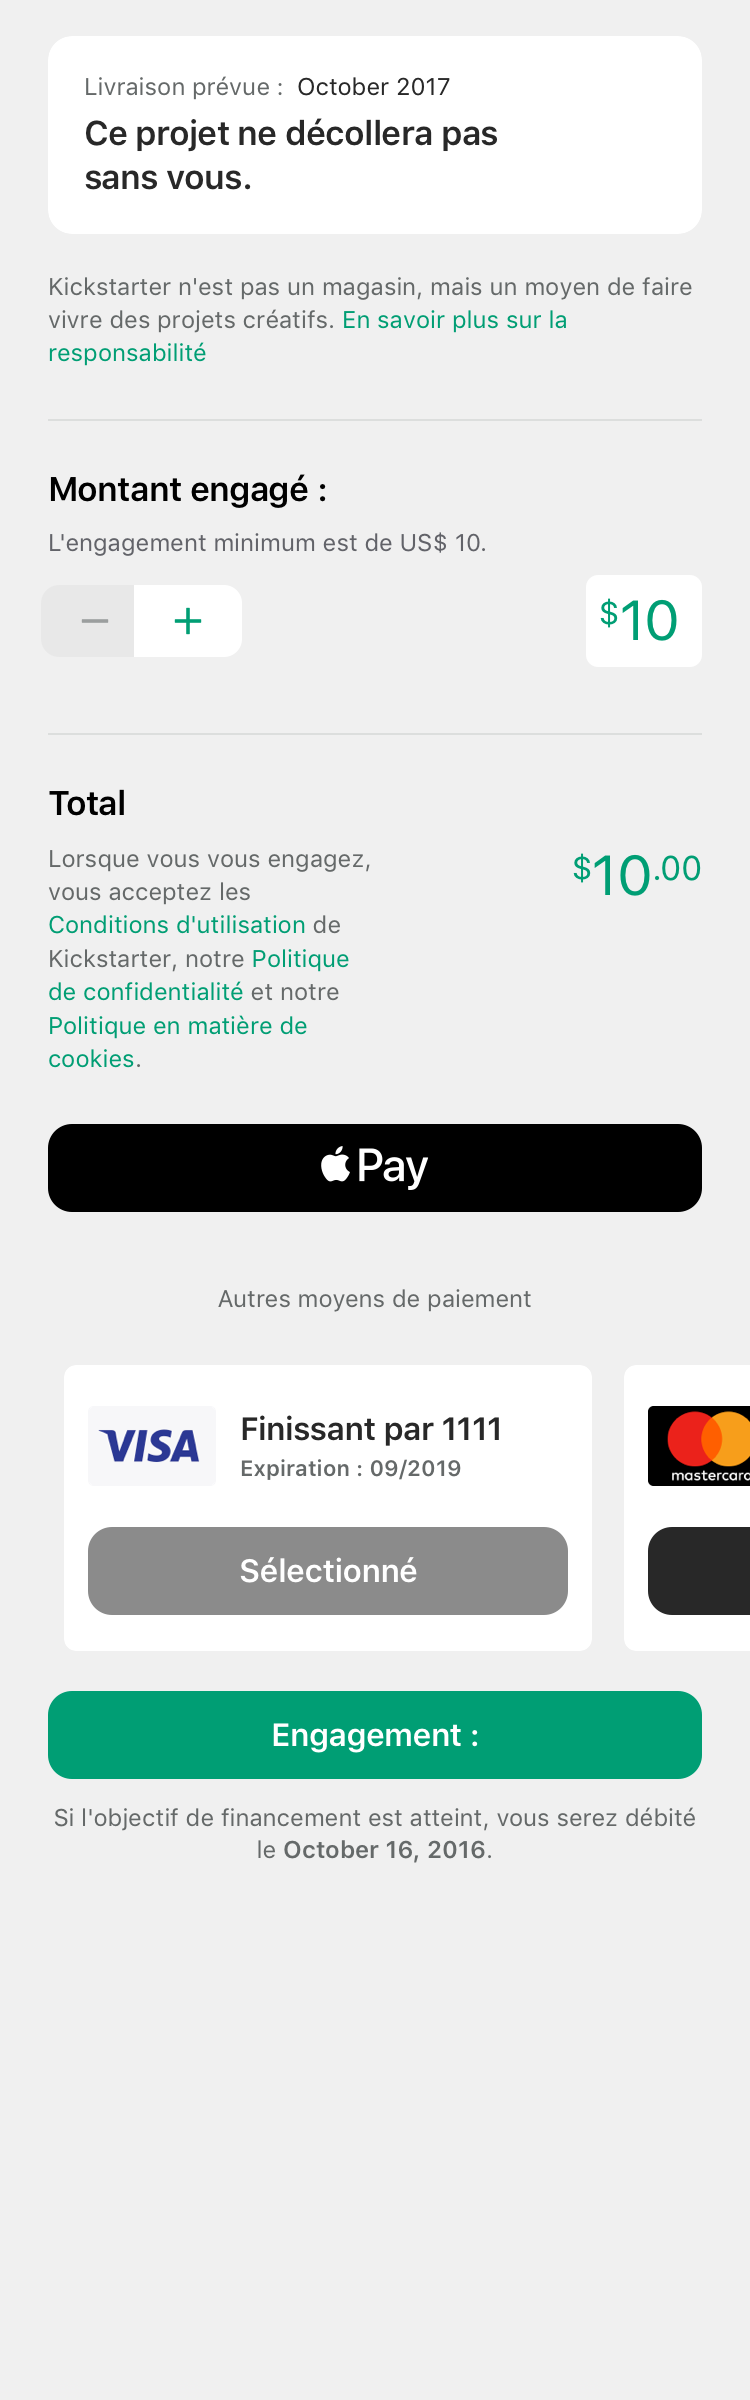 Livraison prévue : October 2017
Ce projet ne décollera pas
sans vous.
Kickstarter n'est pas un magasin, mais un moyen de faire
vivre des projets créatifs. En savoir plus sur la
responsabilité
Montant engagé :
L'engagement minimum est de US$ 10.
− +
$10
Total
Lorsque vous vous engagez,
vous acceptez les
Conditions d'utilisation de
Kickstarter, notre Politique
de confidentialité et notre
Politique en matière de
cookies.
$10.00
Pay
Autres moyens de paiement
VISA
Finissant par 1111
Expiration : 09/2019
Sélectionné
mastercard
Engagement :
Si l'objectif de financement est atteint, vous serez débité
le October 16, 2016.